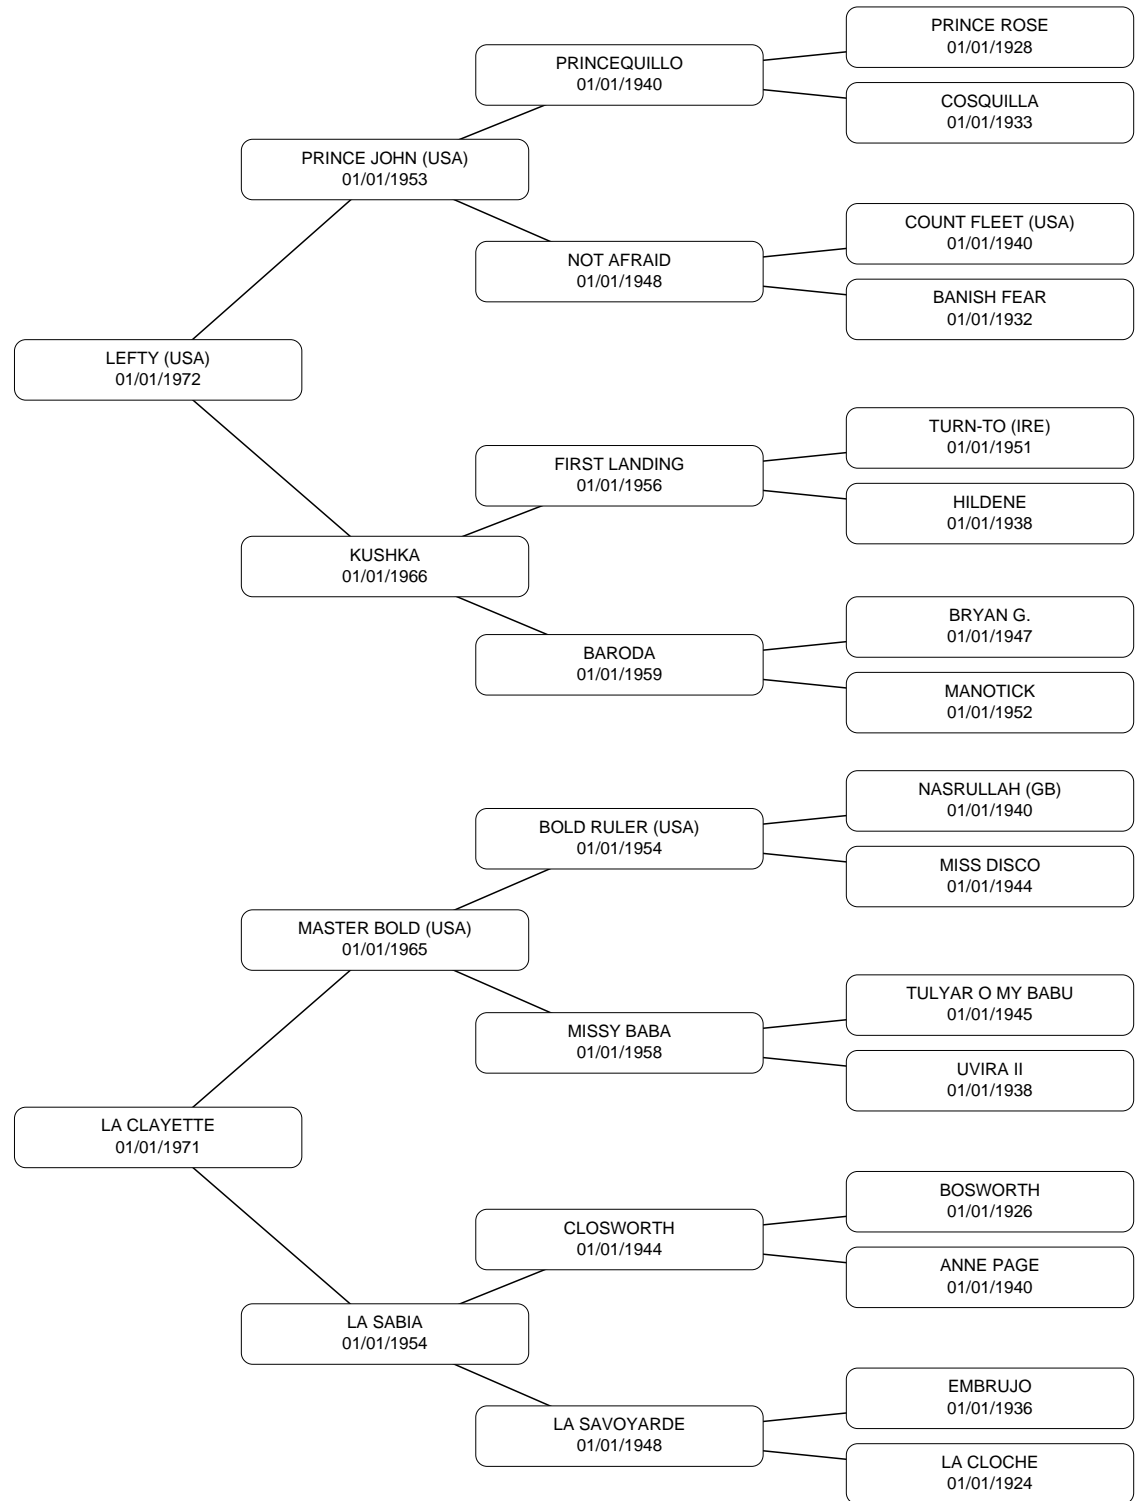 PRINCE ROSE
01/01/1928
PRINCEQUILLO
01/01/1940
COSQUILLA
01/01/1933
PRINCE JOHN (USA)
01/01/1953
COUNT FLEET (USA)
01/01/1940
NOT AFRAID
01/01/1948
BANISH FEAR
01/01/1932
LEFTY (USA)
01/01/1972
TURN-TO (IRE)
01/01/1951
FIRST LANDING
01/01/1956
HILDENE
01/01/1938
KUSHKA
01/01/1966
BRYAN G.
01/01/1947
BARODA
01/01/1959
MANOTICK
01/01/1952
NASRULLAH (GB)
01/01/1940
BOLD RULER (USA)
01/01/1954
MISS DISCO
01/01/1944
MASTER BOLD (USA)
01/01/1965
TULYAR O MY BABU
01/01/1945
MISSY BABA
01/01/1958
UVIRA II
01/01/1938
LA CLAYETTE
01/01/1971
BOSWORTH
01/01/1926
CLOSWORTH
01/01/1944
ANNE PAGE
01/01/1940
LA SABIA
01/01/1954
EMBRUJO
01/01/1936
LA SAVOYARDE
01/01/1948
LA CLOCHE
01/01/1924